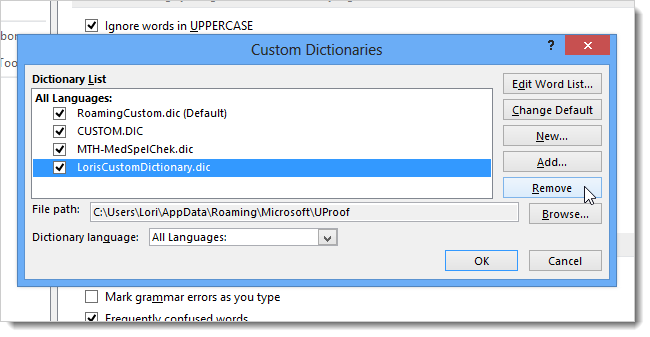 Ignore words in UPPERCASE
Custom Dictionaries
?
Dictionary List
All Languages:
RoamingCustom.dic (Default)
CUSTOM.DIC
MTH-MedSpelChek.dic
LorisCustomDictionary.dic
Edit Word List...
Change Default
New...
Add...
Remove
File path:
C:\Users\Lori\AppData\Roaming\Microsoft\UProof
Browse...
Dictionary language:
All Languages:
OK
Cancel
Mark grammar errors as you type
Frequently confused words